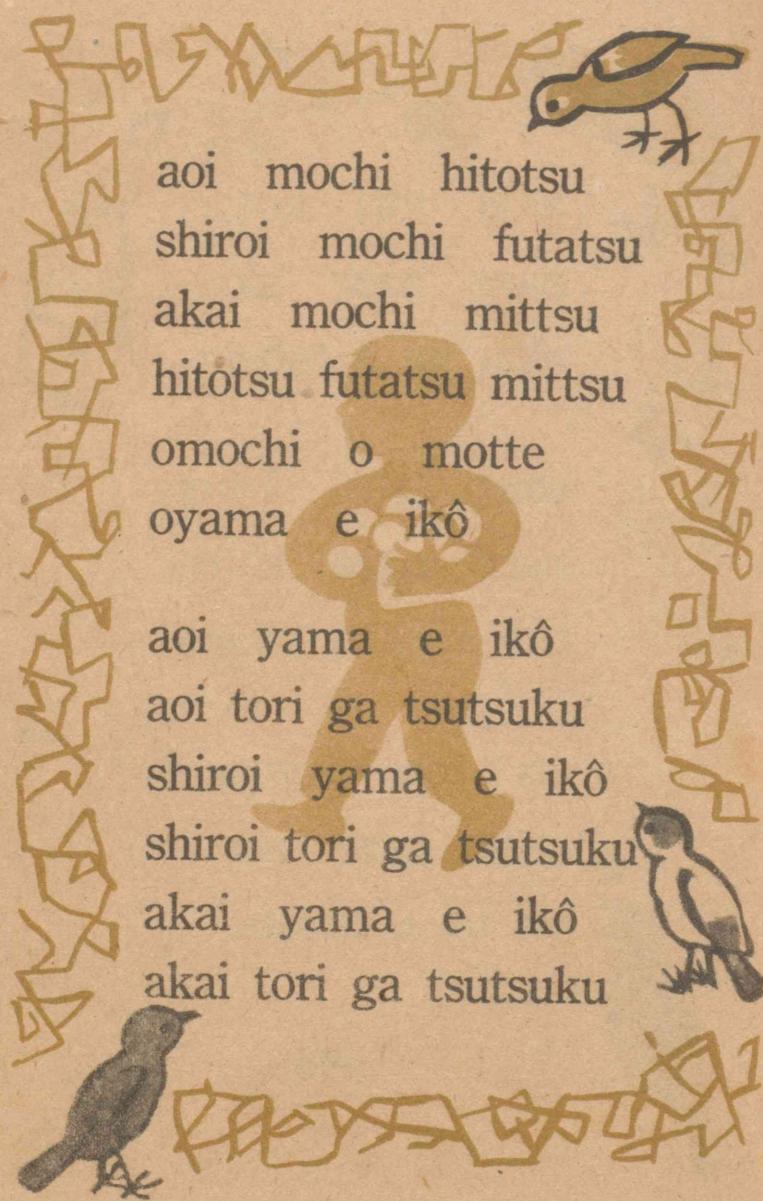 aoi mochi hitotsu
shiroi mochi futatsu
akai mochi mittsu
hitotsu futatsu mittsu
omochi o motte
oyama e ikô
aoi yama e ikô
aoi tori ga tsutsuku
shiroi yama e ikô
shiroi tori ga tsutsuku
akai yama e ikô
akai tori ga tsutsuku